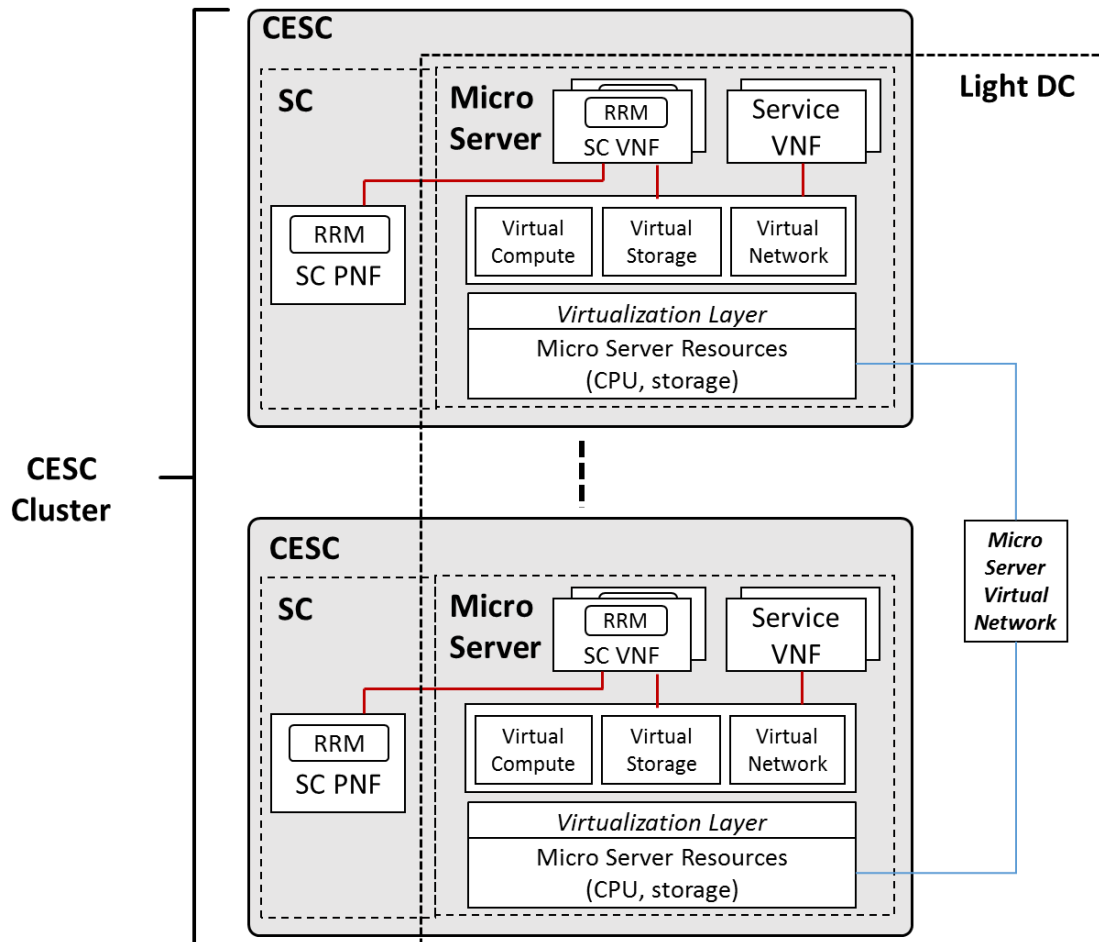 CESC
Light DC
SC
Micro
Server
RRM
SC VNF
Service
VNF
RRM
SC PNF
Virtual
Compute
Virtual
Storage
Virtual
Network
Virtualization Layer
Micro Server Resources
(CPU, storage)
CESC
Cluster
Micro
Server
Virtual
Network
CESC
SC
Micro
Server
RRM
SC VNF
Service
VNF
RRM
SC PNF
Virtual
Compute
Virtual
Storage
Virtual
Network
Virtualization Layer
Micro Server Resources
(CPU, storage)